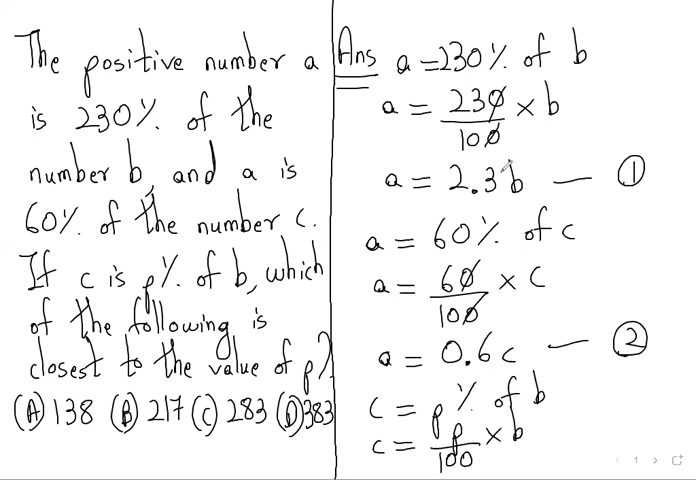 The positive number a
is 230% of the
number b, and a is
60% of the number c.
If c is p% of b, which
of the following is
closest to the value of p?
(A) 138 (B) 217 (C) 283 (D) 383
Ans a = 230% of b
a = 230/100 × b
a = 2.3b — ①
a = 60% of c
a = 60/100 × c
a = 0.6c — ②
c = p% of b
c = p/100 × b
1